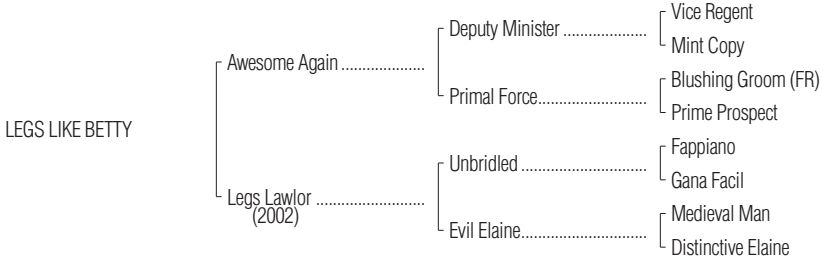 Vice Regent
Deputy Minister .....................
Mint Copy
Awesome Again .....................
Blushing Groom (FR)
Primal Force...........................
Prime Prospect
LEGS LIKE BETTY
Fappiano
Unbridled ...............................
Gana Facil
Legs Lawlor ...........................
(2002)
Medieval Man
Evil Elaine...............................
Distinctive Elaine